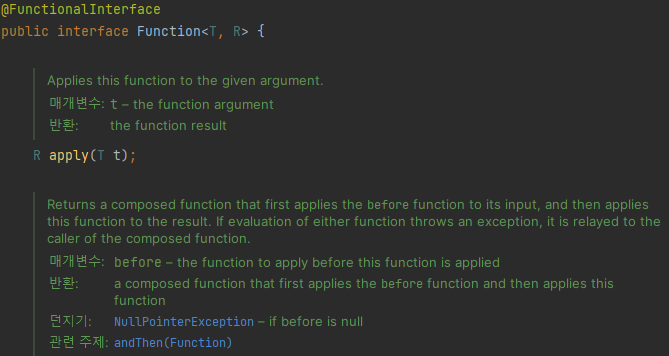 @FunctionalInterface
public interface Function<T, R> {
Applies this function to the given argument.
매개변수: t – the function argument
반환: the function result
R apply(T t);
Returns a composed function that first applies the before function to its input, and then applies
this function to the result. If evaluation of either function throws an exception, it is relayed to the
caller of the composed function.
매개변수: before – the function to apply before this function is applied
반환: a composed function that first applies the before function and then applies this
function
던지기: NullPointerException – if before is null
관련 주제: andThen(Function)